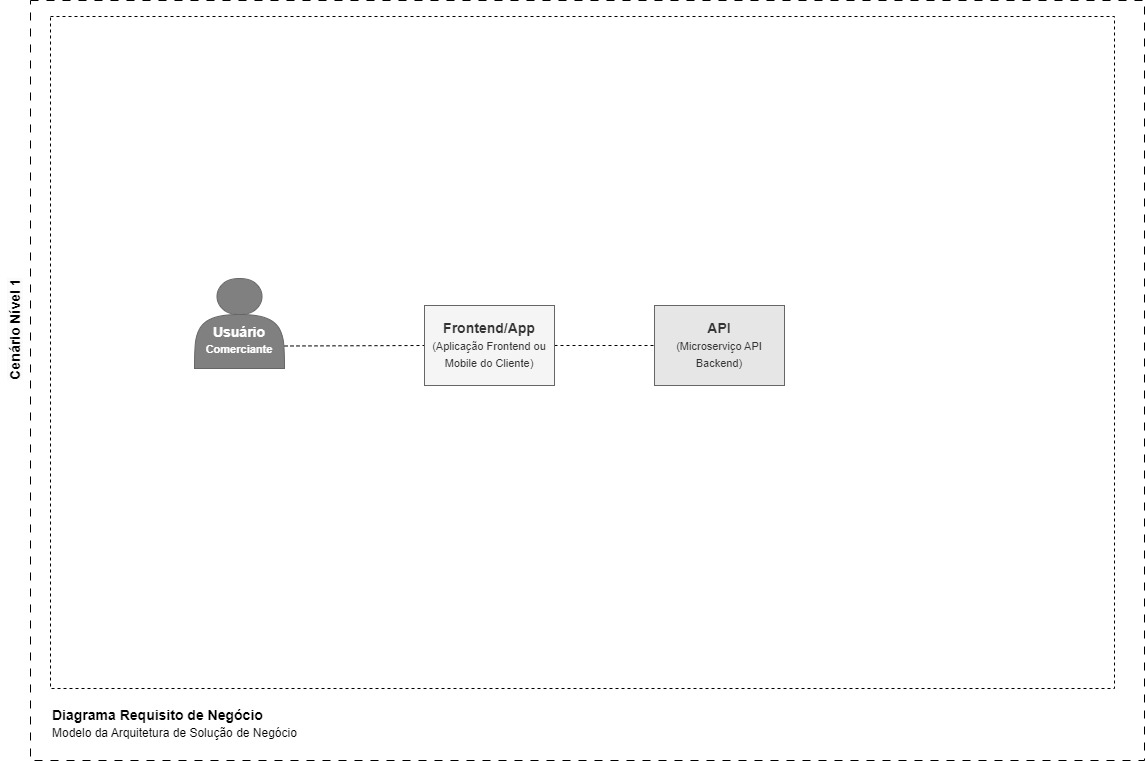 Cenário Nível 1
Usuário
Comerciante
Frontend/App
(Aplicação Frontend ou
Mobile do Cliente)
API
(Microserviço API
Backend)
Diagrama Requisito de Negócio
Modelo da Arquitetura de Solução de Negócio